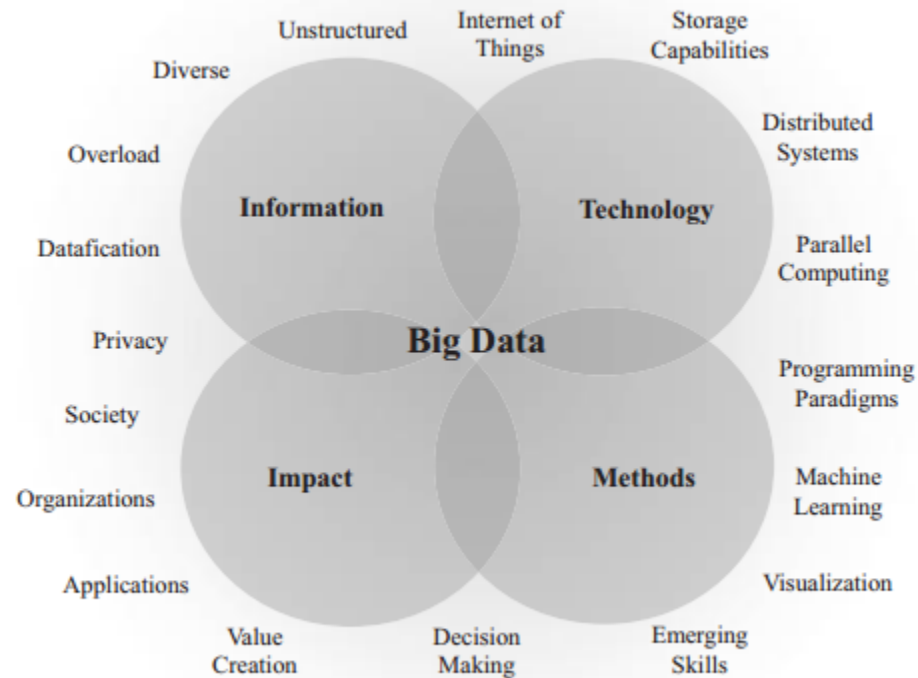 Unstructured
Internet of
Things
Storage
Capabilities
Diverse
Distributed
Systems
Overload
Information
Technology
Datafication
Parallel
Computing
Privacy
Big Data
Programming
Paradigms
Society
Impact
Methods
Machine
Learning
Organizations
Applications
Visualization
Value
Creation
Decision
Making
Emerging
Skills